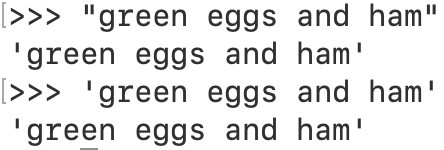 [>>> "green eggs and ham"
'green eggs and ham'
[>>> 'green eggs and ham'
'green eggs and ham'